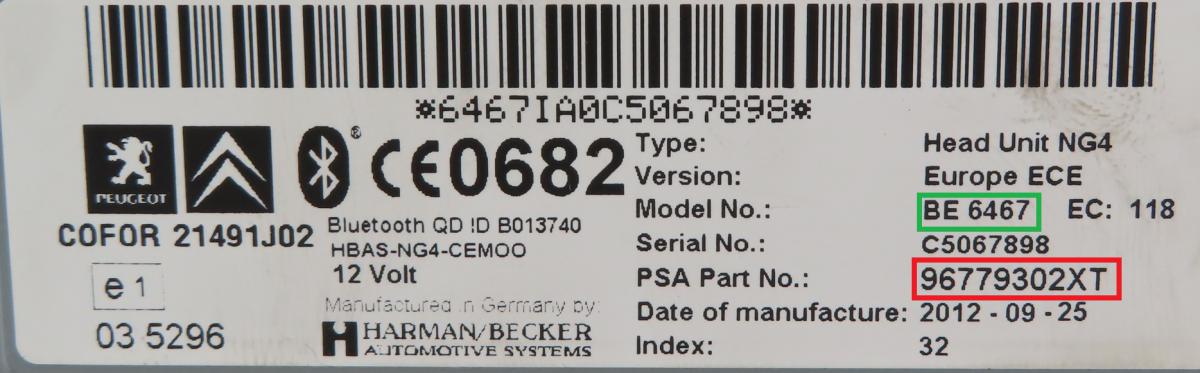 *6467IA0C5067898*
PEUGEOT
® CE0682
COFOR 21491J02
Bluetooth QD ID B013740
HBAS-NG4-CEMOO
12 Volt
e 1
03 5296
Manufactured in Germany by:
HARMAN/BECKER
AUTOMOTIVE SYSTEMS
Type: Head Unit NG4
Version: Europe ECE
Model No.: BE 6467 EC: 118
Serial No.: C5067898
PSA Part No.: 96779302XT
Date of manufacture: 2012 - 09 - 25
Index: 32